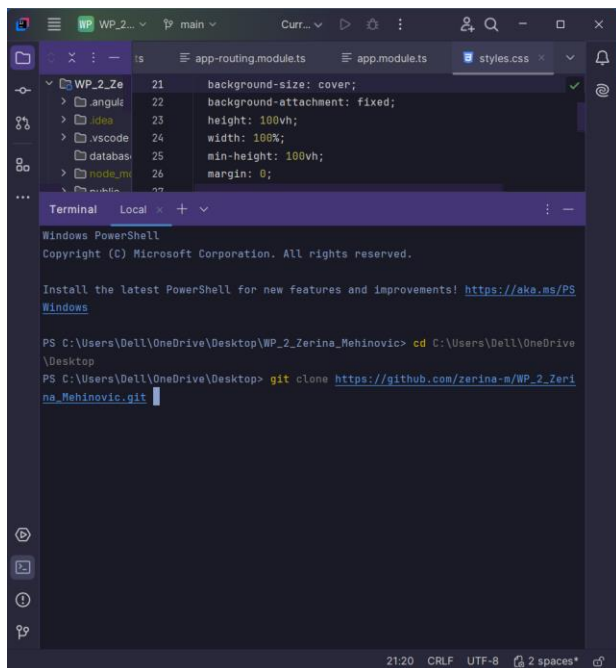 WP WP_2... main Curr...
ts app-routing.module.ts app.module.ts styles.css
WP_2_Ze
.angula
.idea
.vscode
databas
node_mo
21 background-size: cover;
22 background-attachment: fixed;
23 height: 100vh;
24 width: 100%;
25 min-height: 100vh;
26 margin: 0;
27
Terminal Local
Windows PowerShell
Copyright (C) Microsoft Corporation. All rights reserved.
Install the latest PowerShell for new features and improvements! https://aka.ms/PS
Windows
PS C:\Users\Dell\OneDrive\Desktop\WP_2_Zerina_Mehinovic> cd C:\Users\Dell\OneDrive
\Desktop
PS C:\Users\Dell\OneDrive\Desktop> git clone https://github.com/zerina-m/WP_2_Zeri
na_Mehinovic.git
21:20 CRLF UTF-8 2 spaces*